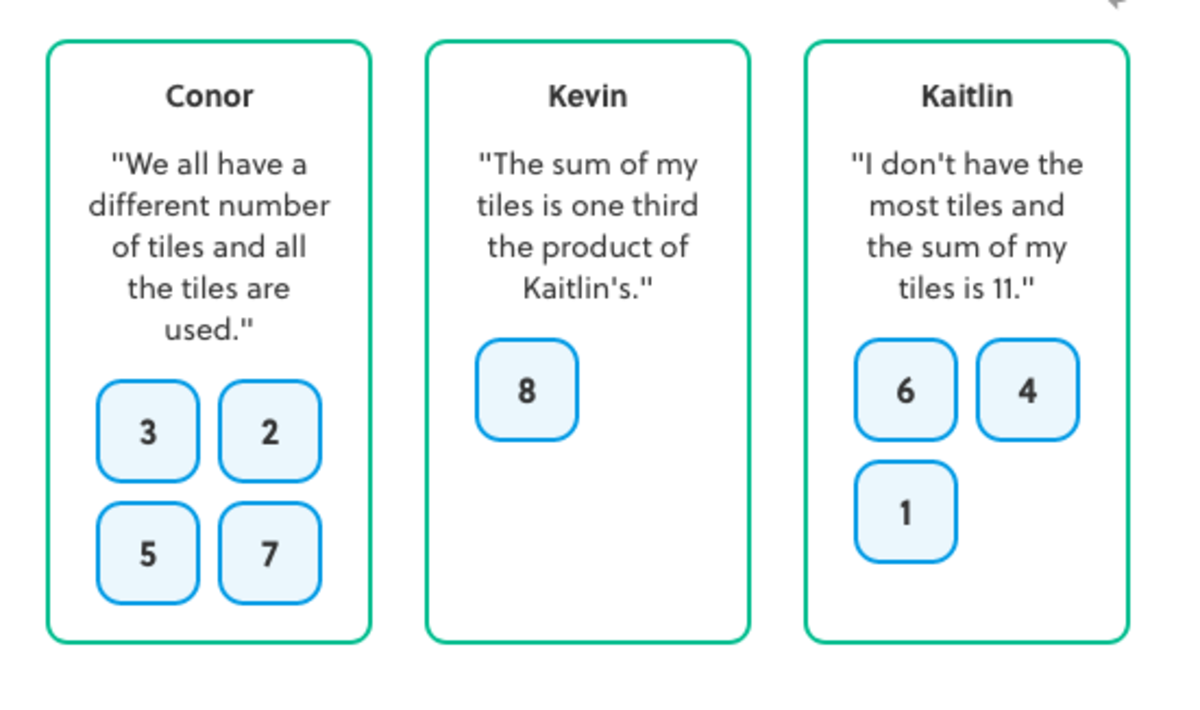 Conor
"We all have a
different number
of tiles and all
the tiles are
used."
3 2
5 7
Kevin
"The sum of my
tiles is one third
the product of
Kaitlin's."
8
Kaitlin
"I don't have the
most tiles and
the sum of my
tiles is 11."
6 4
1